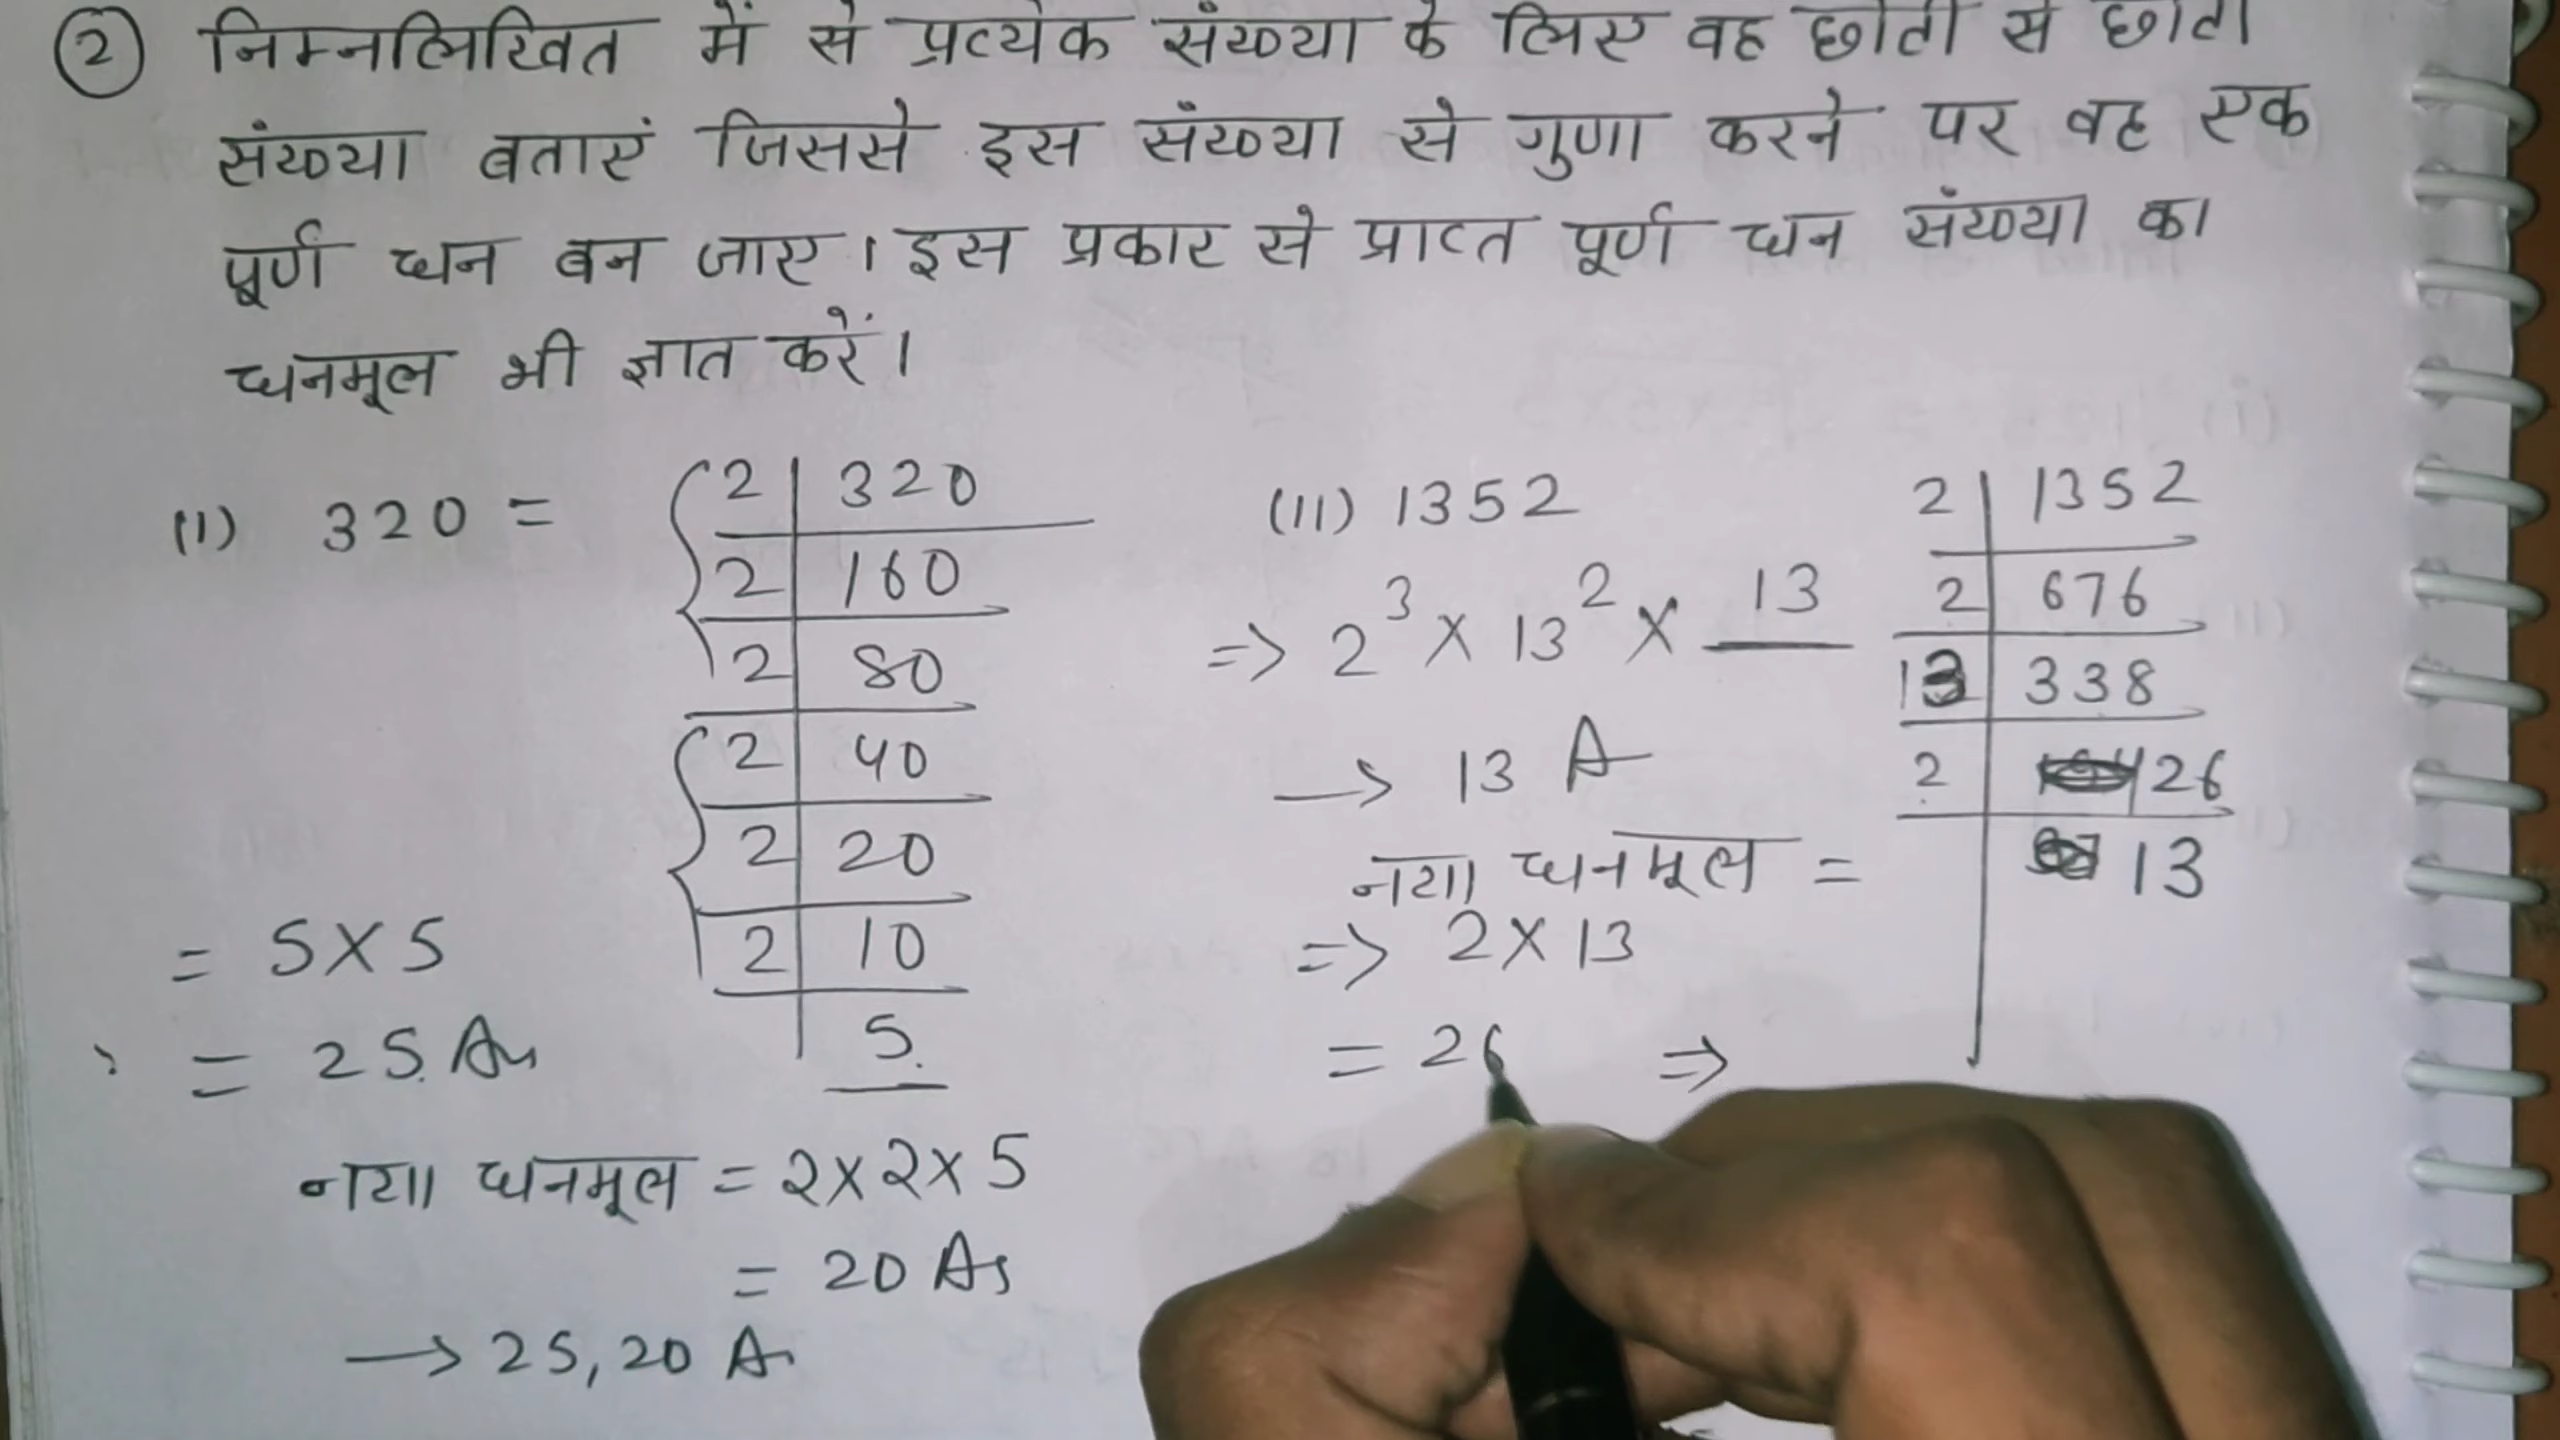 ② निम्नलिखित में से प्रत्येक संख्या के लिए वह छोटी से छोटी
संख्या बताएं जिससे इस संख्या से गुणा करने पर वह एक
पूर्ण घन बन जाए। इस प्रकार से प्राप्त पूर्ण घन संख्या का
घनमूल भी ज्ञात करें।
(I) 320 =
2 | 320
2 | 160
2 | 80
2 | 40
2 | 20
2 | 10
5
= 5 X 5
= 25. Ans
नया घनमूल = 2 x 2 x 5
= 20 As
→ 25, 20 A
(II) 1352
=> 2³ X 13² X 13
→ 13 A
नया घनमूल =
=> 2 X 13
= 26 =>
2 | 1352
2 | 676
13 | 338
2 | 26
13